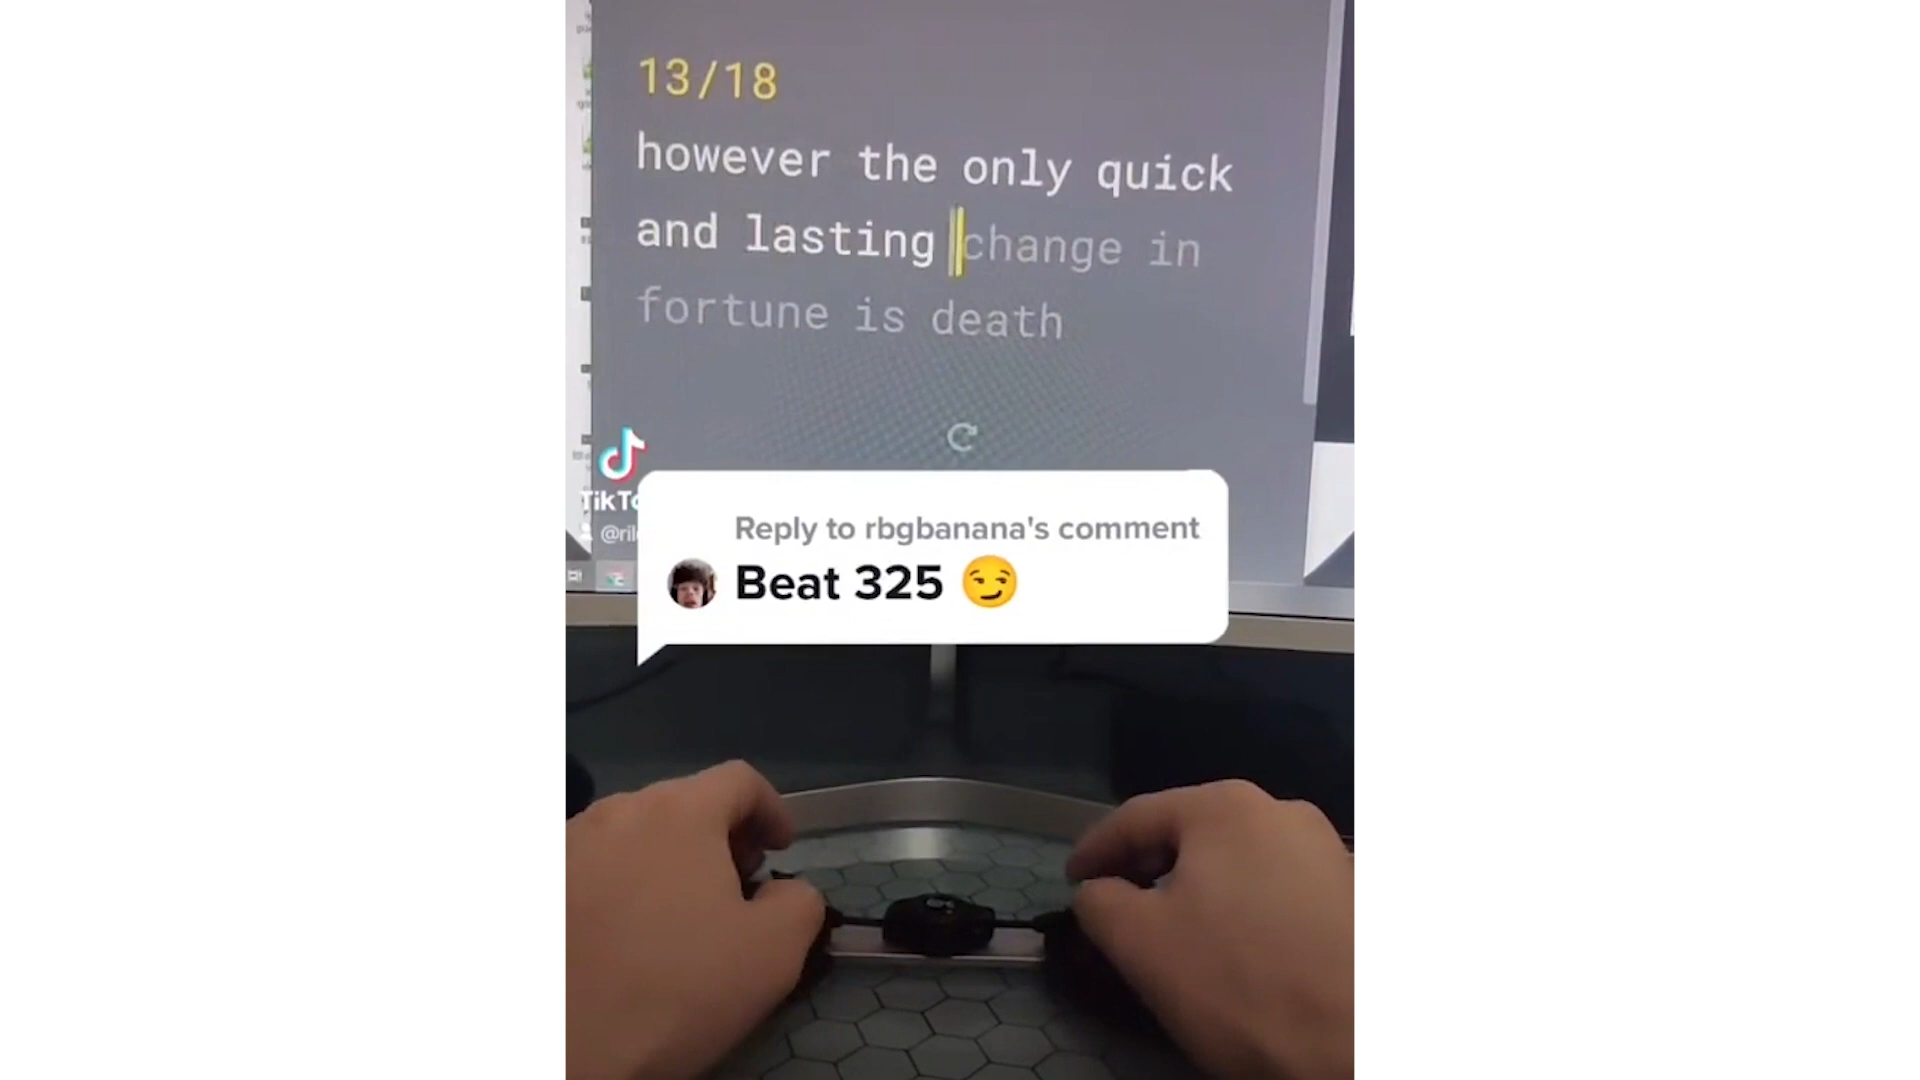 13/18
however the only quick
and lasting change in
fortune is death
Reply to rbgbanana's comment
Beat 325 😏